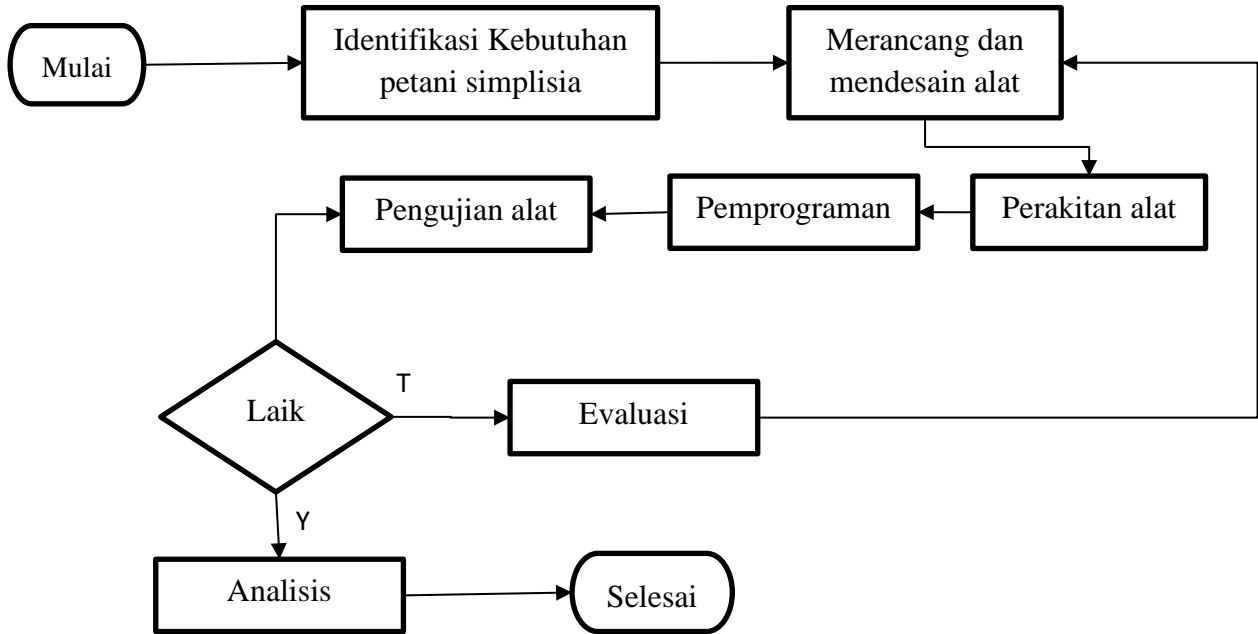 Mulai
Identifikasi Kebutuhan
petani simplisia
Merancang dan
mendesain alat
Perakitan alat
Pemprograman
Pengujian alat
Laik
T
Evaluasi
Y
Analisis
Selesai